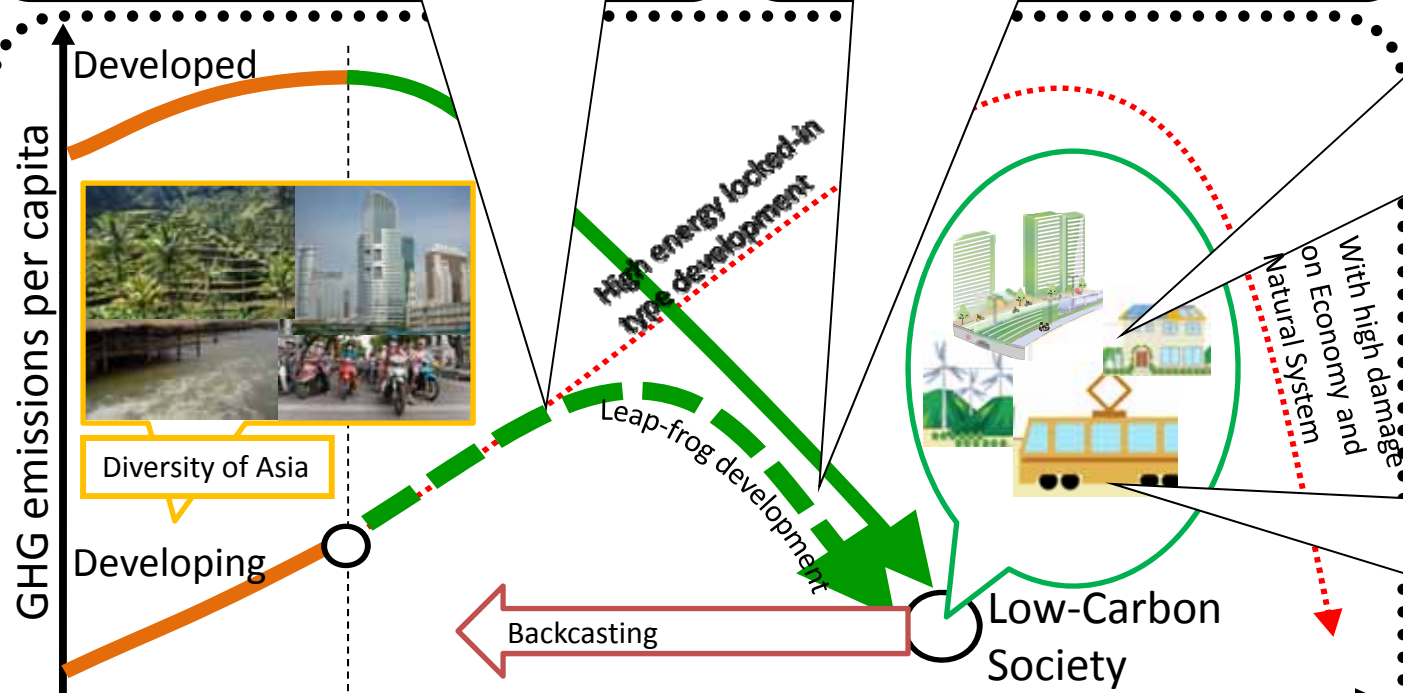 Developed
GHG emissions per capita
High energy locked-in
type development
With high damage
on Economy and
Natural System
Leap-frog development
Diversity of Asia
Developing
Backcasting
Low-Carbon
Society